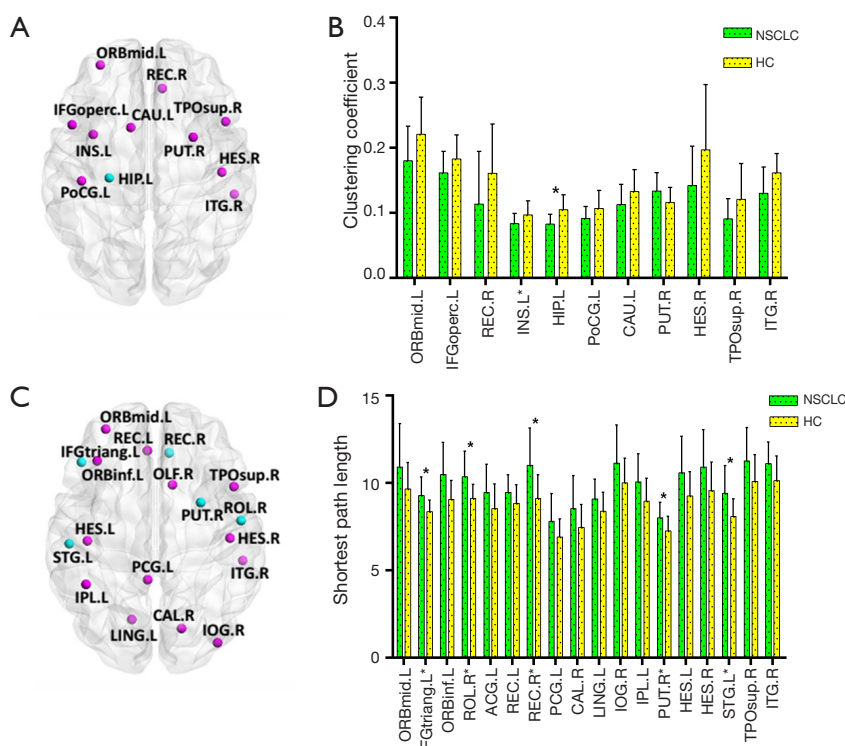 A
ORBmid.L
REC.R
IFGoperc.L
CAU.L
TPOsup.R
INS.L
PUT.R
HES.R
PoCG.L
HIP.L
ITG.R
B
NSCLC
HC
Clustering coefficient
0.4
0.3
0.2
0.1
0.0
*
ORBmid.L
IFGoperc.L
REC.R
INS.L*
HIP.L
PoCG.L
CAU.L
PUT.R
HES.R
TPOsup.R
ITG.R
C
ORBmid.L
REC.L
REC.R
IFGtriang.L
ORBinf.L
OLF.R
TPOsup.R
PUT.R
ROL.R
HES.L
HES.R
STG.L
ITG.R
PCG.L
IPL.L
CAL.R
LING.L
IOG.R
D
NSCLC
HC
Shortest path length
15
10
5
0
* * * * *
ORBmid.L
FGtriang.L*
ORBinf.L
ROL.R*
ACG.L
REC.L
REC.R*
PCG.L
CAL.R
LING.L
IOG.R
IPL.L
PUT.R*
HES.L
HES.R
STG.L*
TPOsup.R
ITG.R